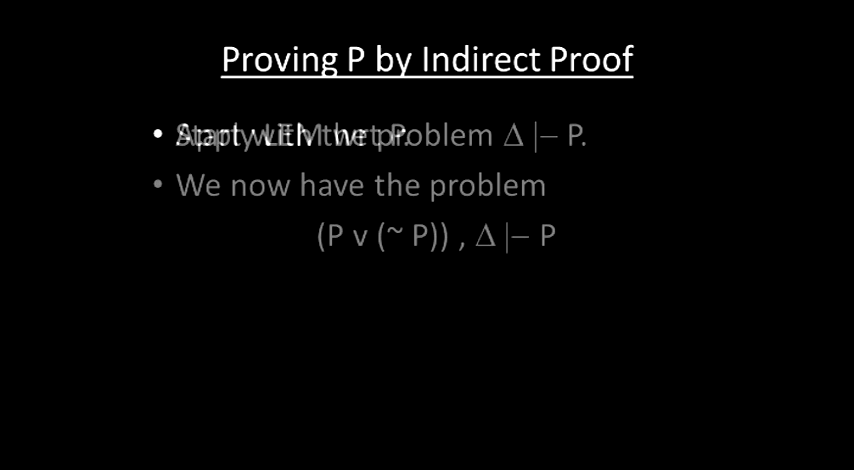 Proving P by Indirect Proof
• problem Δ |– P.
• We now have the problem
(P v (~ P)) , Δ |– P